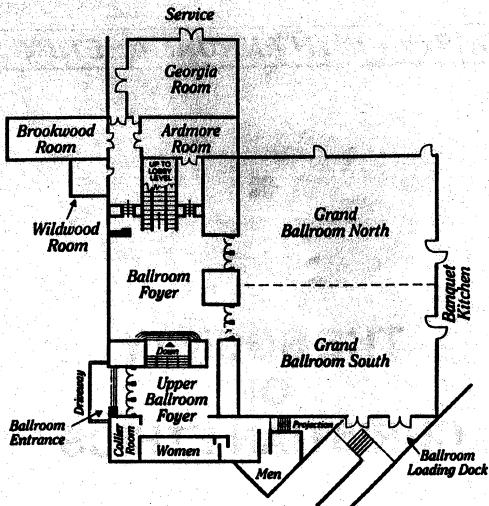 Service
Georgia
Room
Brookwood
Room
Ardmore
Room
UP TO
LOBBY
LEVEL
Wildwood
Room
Grand
Ballroom North
Ballroom
Foyer
Banquet
Kitchen
Grand
Ballroom South
Down
Driveway
Upper
Ballroom
Foyer
Ballroom
Entrance
Collier
Room
Women
Projection
Men
Ballroom
Loading Dock